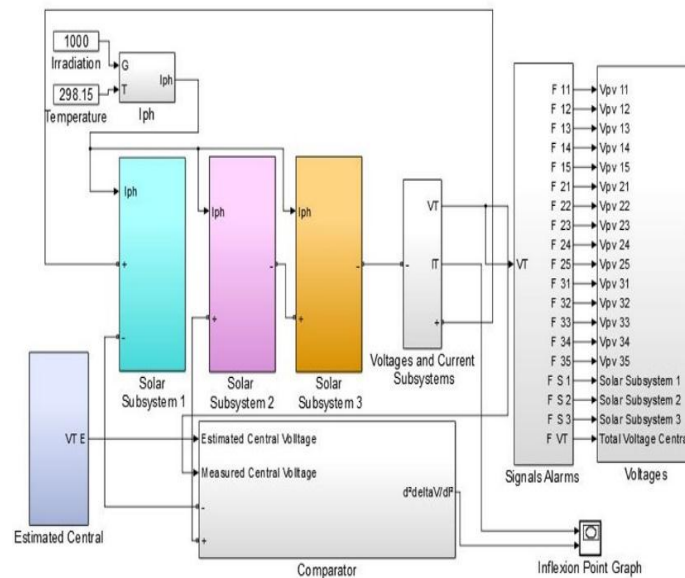 1000
Irradiation
298.15
Temperature
G
T
Iph
Iph
Iph
+
-
Solar
Subsystem 1
Iph
-
+
Solar
Subsystem 2
Iph
-
+
Solar
Subsystem 3
VT
IT
-
+
Voltages and Current
Subsystems
VT
F 11
F 12
F 13
F 14
F 15
F 21
F 22
F 23
F 24
F 25
F 31
F 32
F 33
F 34
F 35
F S 1
F S 2
F S 3
F VT
Signals Alarms
Vpv 11
Vpv 12
Vpv 13
Vpv 14
Vpv 15
Vpv 21
Vpv 22
Vpv 23
Vpv 24
Vpv 25
Vpv 31
Vpv 32
Vpv 33
Vpv 34
Vpv 35
Solar Subsystem 1
Solar Subsystem 2
Solar Subsystem 3
Total Voltage Central
Voltages
VT E
Estimated Central
Estimated Central Voltage
Measured Central Voltage
-
+
d²deltaV/dI²
Comparator
Inflexion Point Graph